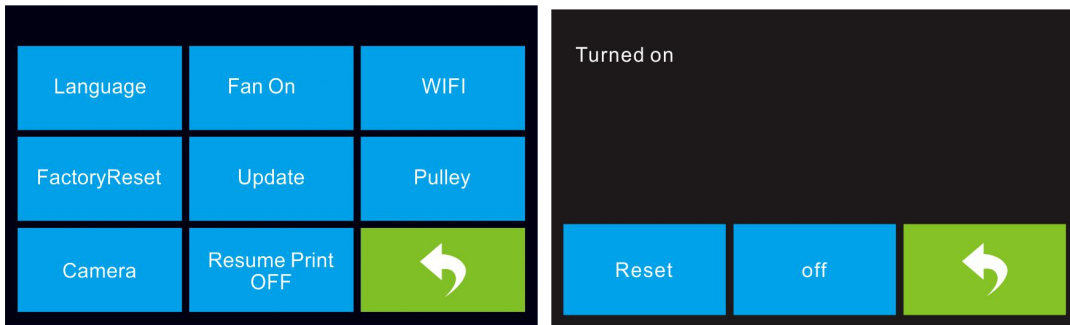 Language
Fan On
WIFI
FactoryReset
Update
Pulley
Camera
Resume Print
OFF
Turned on
Reset
off